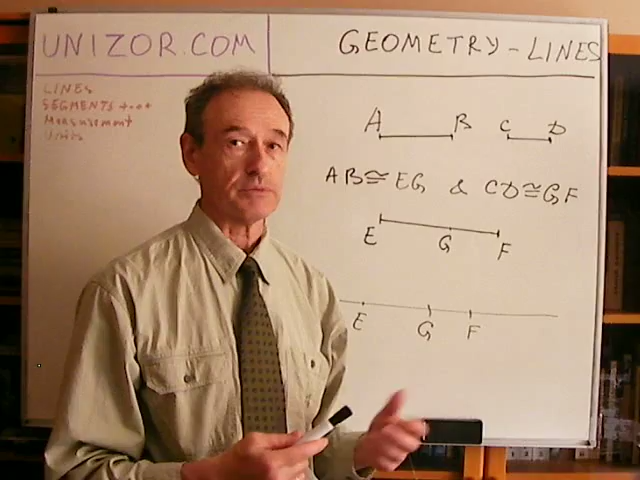 UNIZOR.COM
GEOMETRY - LINES
LINES
SEGMENTS + - * ÷
Measurement
Units
A B C D
AB≅EG & CD≅GF
E G F
E G F